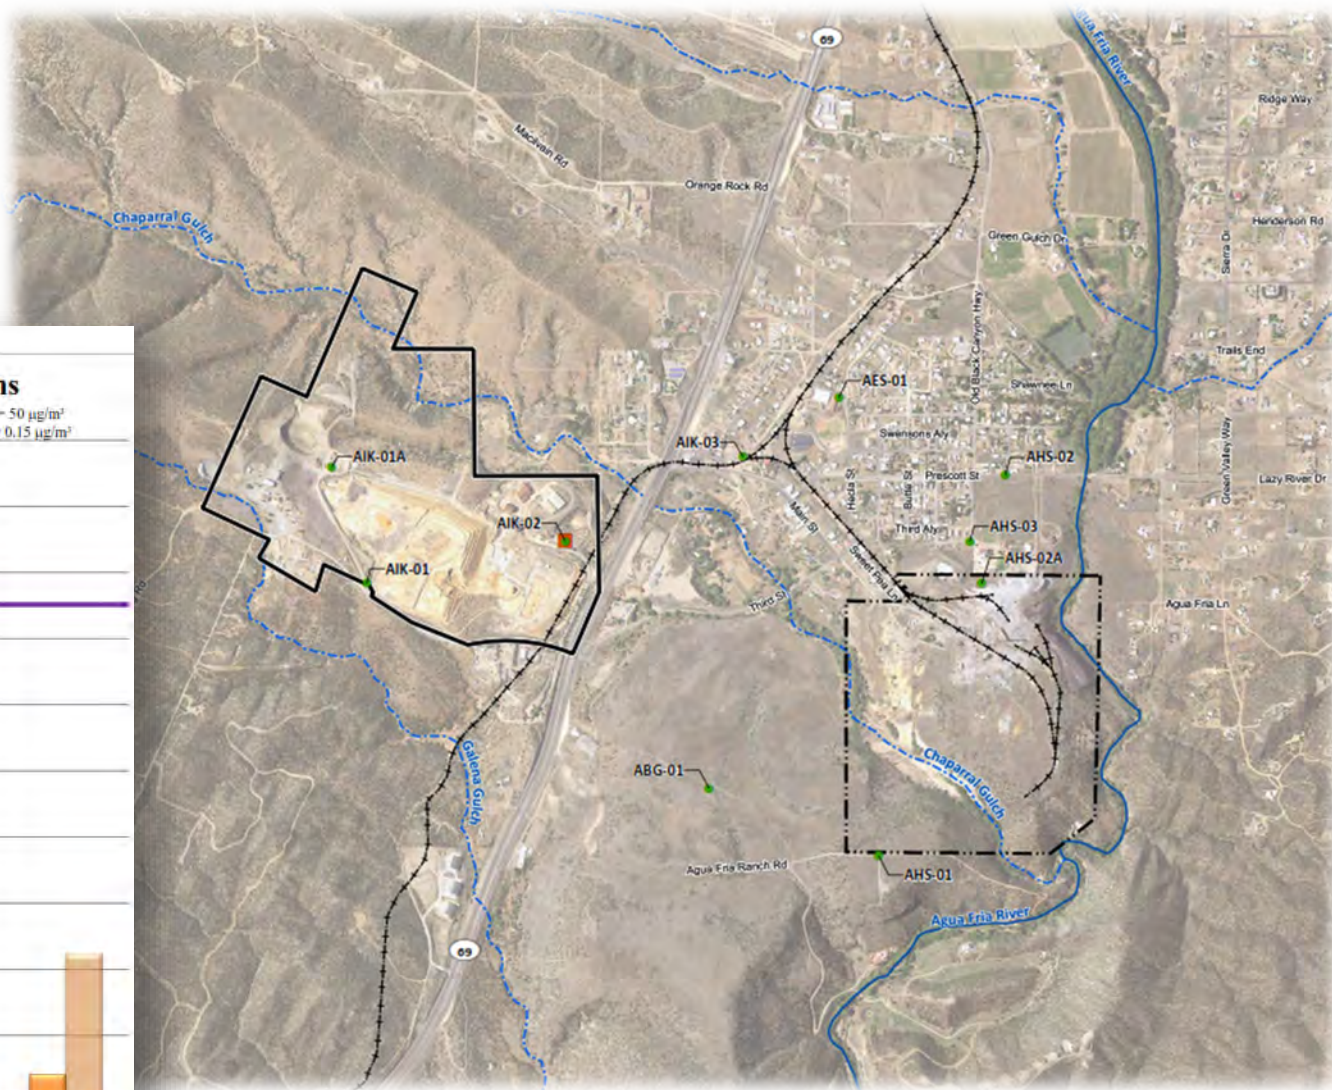 69
Agua Fria River
Ridge Way
Macilvain Rd
Orange Rock Rd
Chaparral Gulch
Henderson Rd
Green Gulch Dr
Sierra Dr
Old Black Canyon Hwy
Trails End
ns
= 50 µg/m³
0.15 µg/m³
AES-01
Shawnee Ln
Swensons Aly
AIK-03
AIK-01A
AHS-02
Prescott St
Hecla St
Butte St
Green Valley Way
Lazy River Dr
Main St
AIK-02
Third Aly
AHS-03
AHS-02A
AIK-01
Sweet Pea Ln
Rd
Third St
Agua Fria Ln
Galena Gulch
ABG-01
Chaparral Gulch
Agua Fria Ranch Rd
AHS-01
Agua Fria River
69